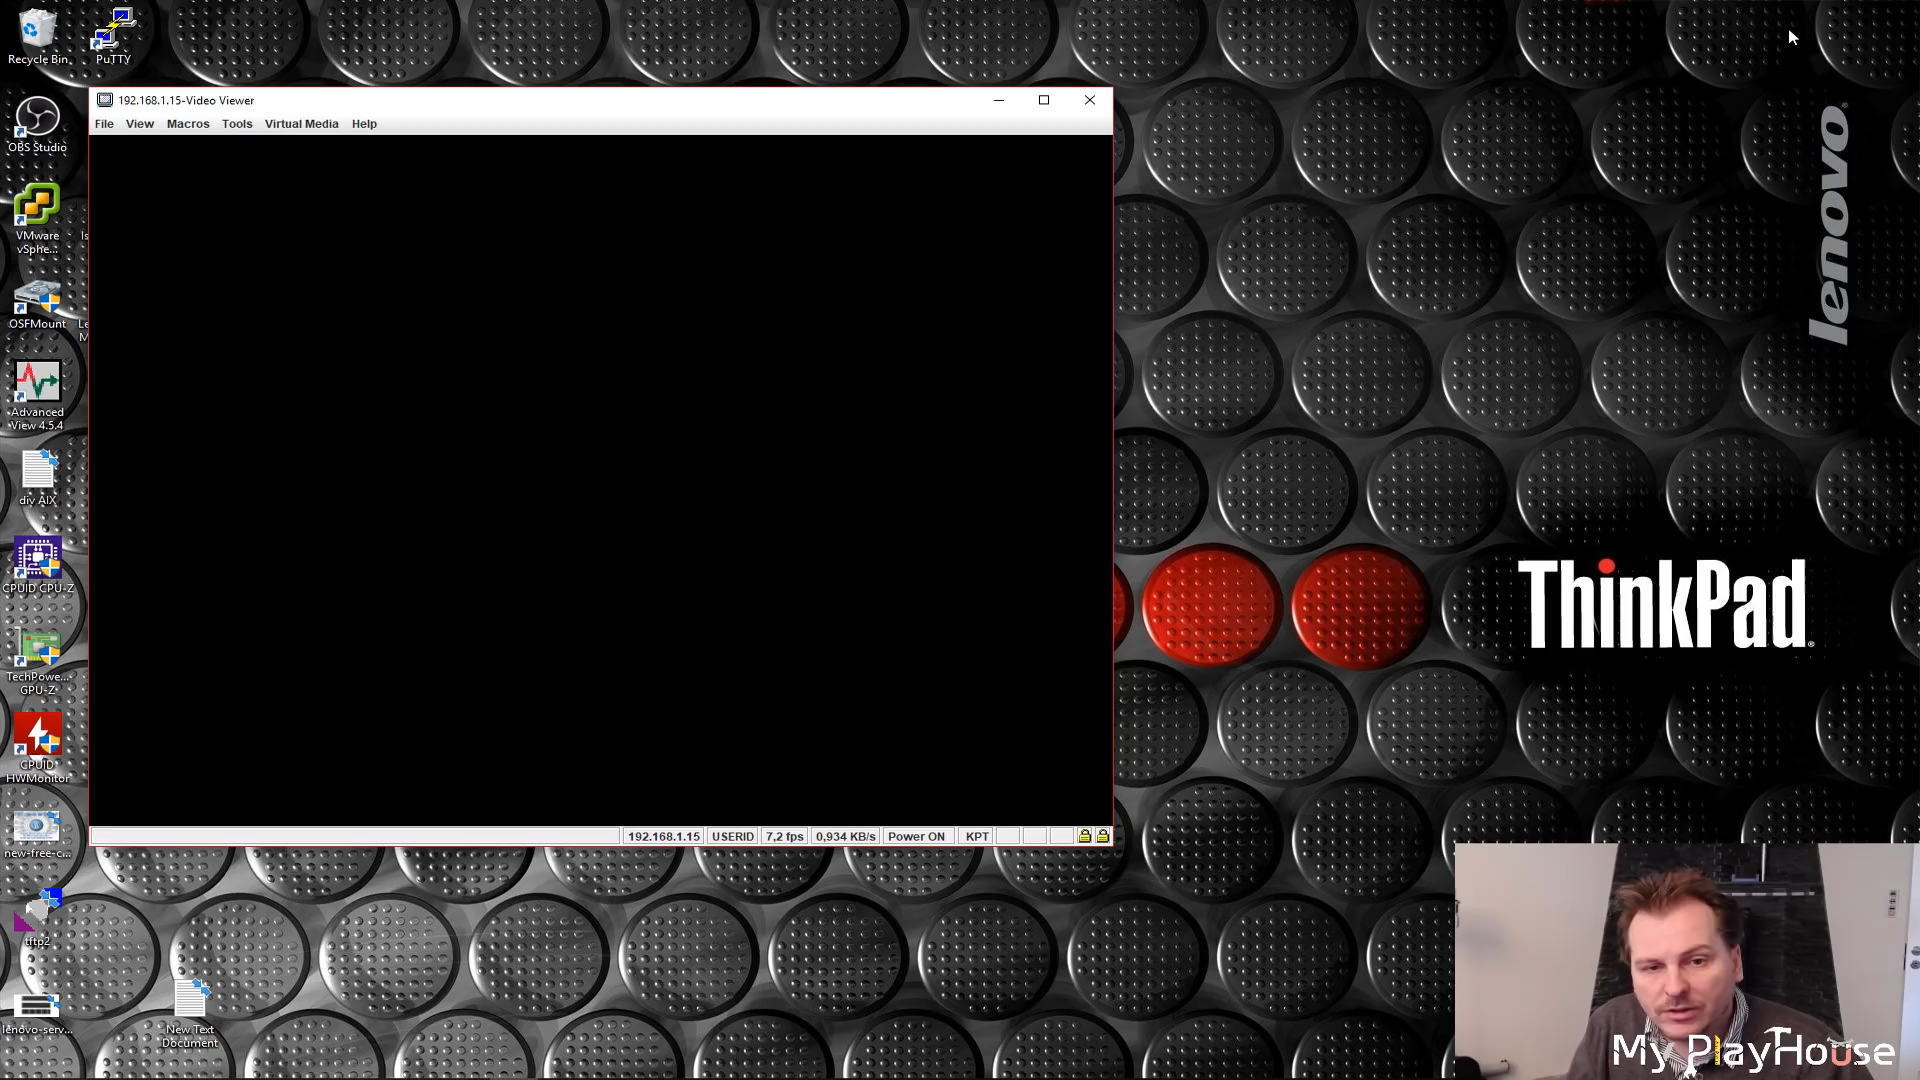 Recycle Bin
PuTTY
OBS Studio
VMware
vSphe...
Is
OSFMount
Le
M
Advanced
View 4.5.4
div AIX
CPUID CPU-Z
TechPowe...
GPU-Z
CPUID
HWMonitor
new-free-c...
tftp2
lenovo-serv...
New Text
Document
192.168.1.15-Video Viewer
File View Macros Tools Virtual Media Help
192.168.1.15 USERID 7,2 fps 0,934 KB/s Power ON KPT
lenovo
ThinkPad
My PlayHouse